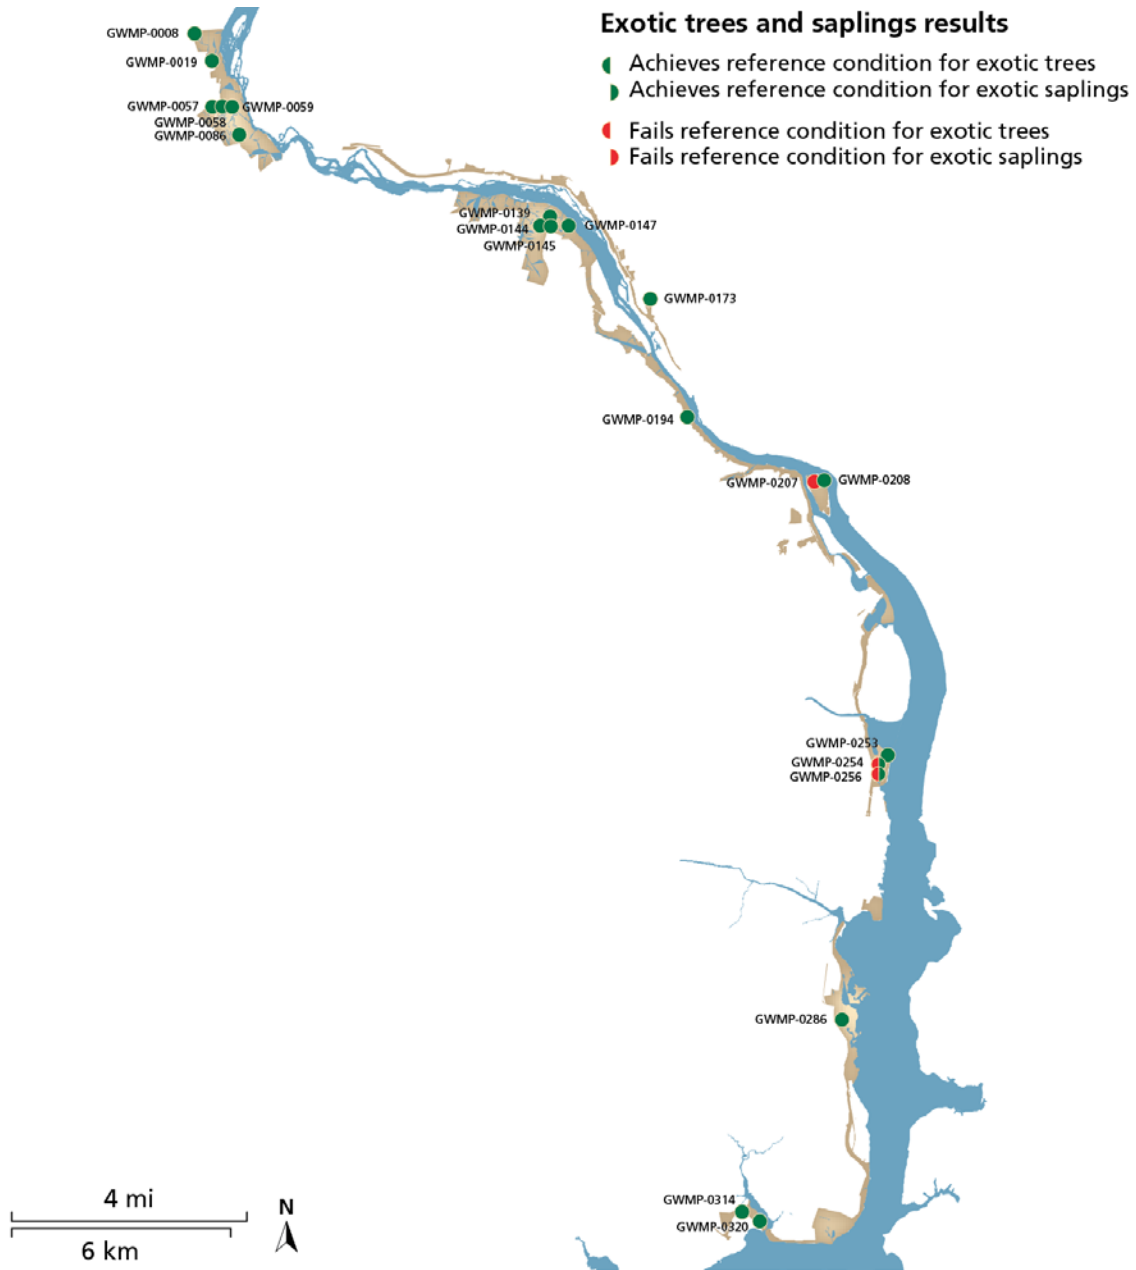 Exotic trees and saplings results
Achieves reference condition for exotic trees
Achieves reference condition for exotic saplings
Fails reference condition for exotic trees
Fails reference condition for exotic saplings
GWMP-0008
GWMP-0019
GWMP-0057
GWMP-0059
GWMP-0058
GWMP-0086
GWMP-0139
GWMP-0144
GWMP-0147
GWMP-0145
GWMP-0173
GWMP-0194
GWMP-0207
GWMP-0208
GWMP-0253
GWMP-0254
GWMP-0256
GWMP-0286
GWMP-0314
GWMP-0320
4 mi
6 km
N